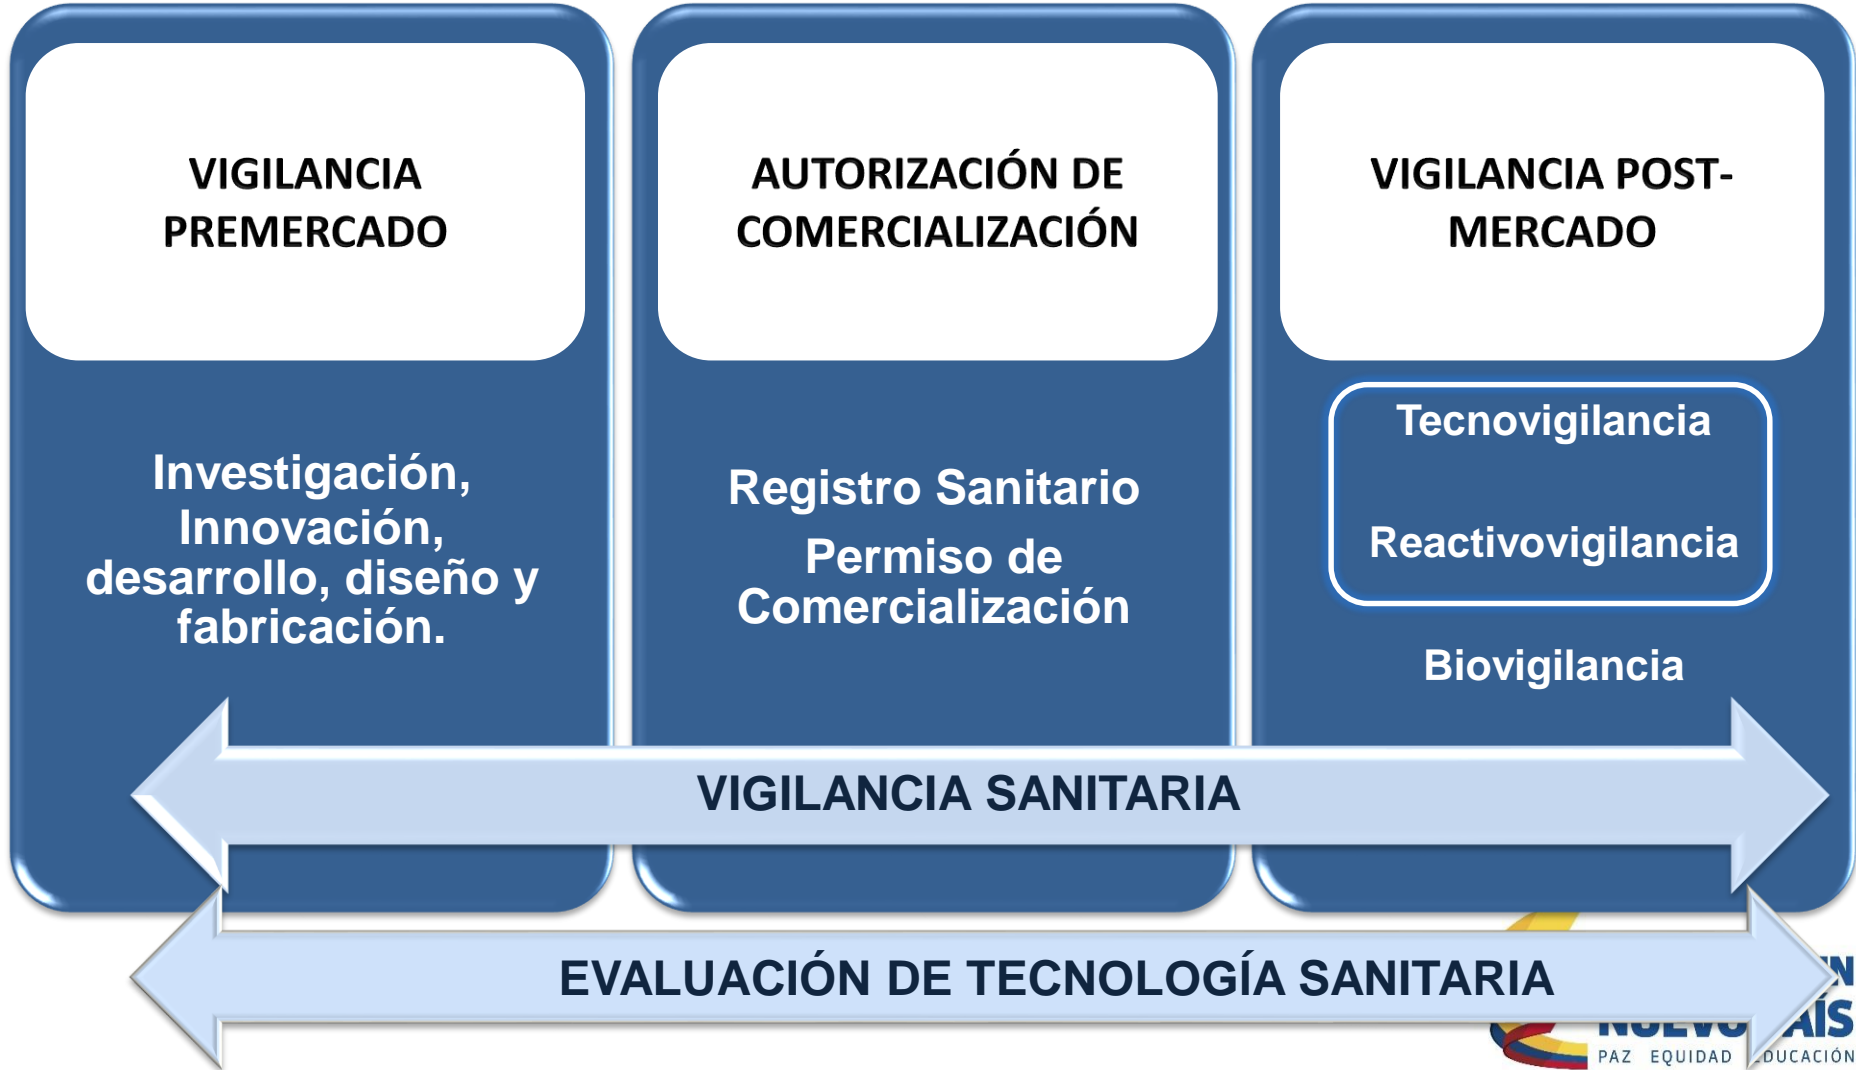 VIGILANCIA
PREMERCADO
Investigación,
Innovación,
desarrollo, diseño y
fabricación.
AUTORIZACIÓN DE
COMERCIALIZACIÓN
Registro Sanitario
Permiso de
Comercialización
VIGILANCIA POST-
MERCADO
Tecnovigilancia
Reactivovigilancia
Biovigilancia
VIGILANCIA SANITARIA
EVALUACIÓN DE TECNOLOGÍA SANITARIA
PAZ EQUIDAD EDUCACIÓN